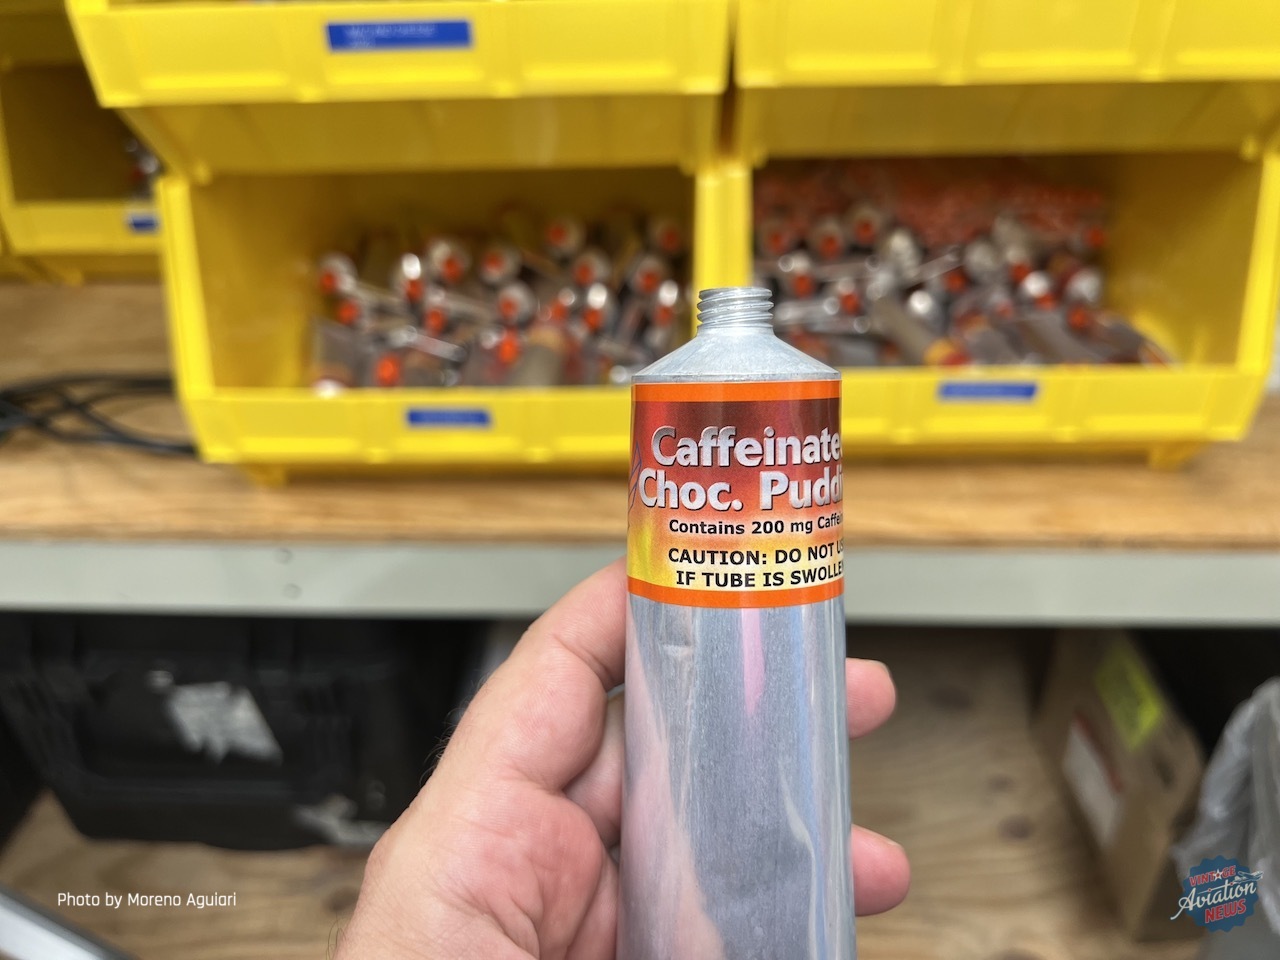 Caffeinate
Choc. Puddi
Contains 200 mg Caffei
CAUTION: DO NOT U
IF TUBE IS SWOLLE
Photo by Moreno Aguiari
VINTAGE
Aviation
NEWS